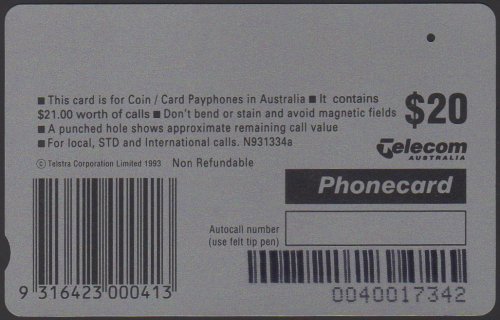 ■ This card is for Coin / Card Payphones in Australia ■ It contains
$21.00 worth of calls ■ Don't bend or stain and avoid magnetic fields
■ A punched hole shows approximate remaining call value
■ For local, STD and International calls. N931334a
$20
Telecom
AUSTRALIA
© Telstra Corporation Limited 1993 Non Refundable
Phonecard
Autocall number
(use felt tip pen)
9 316423 000413
0040017342